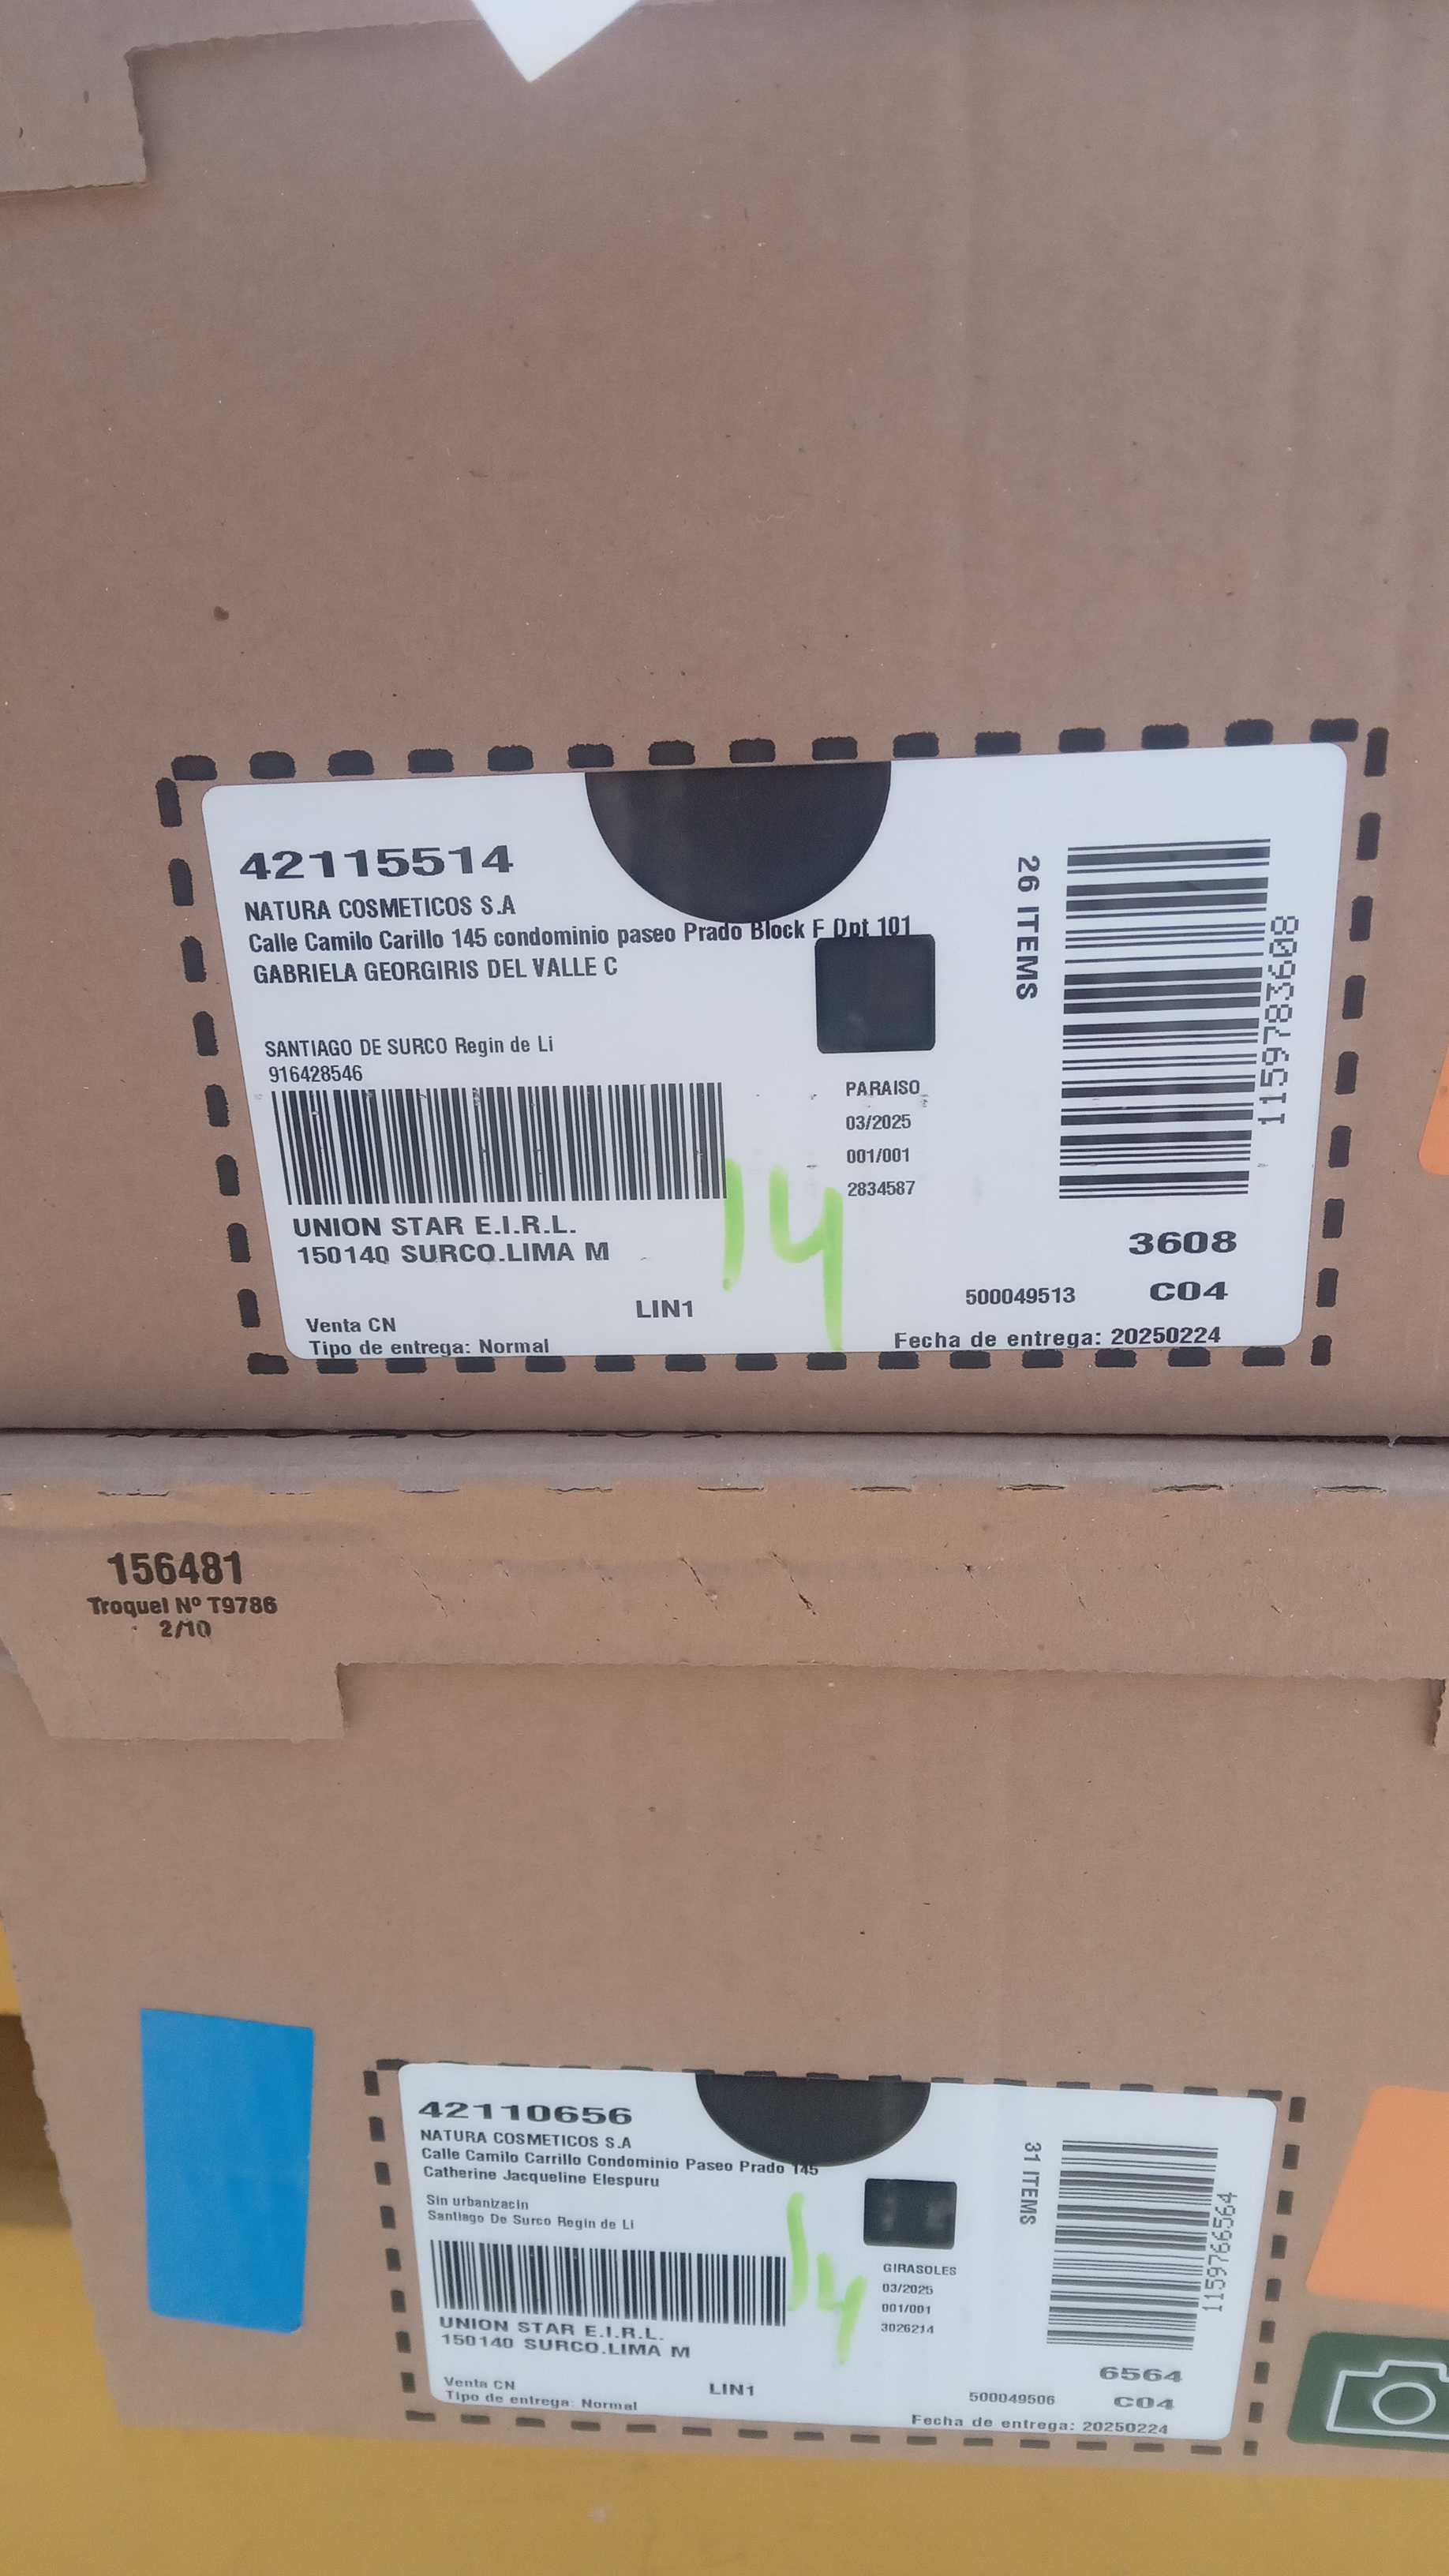 42115514
NATURA COSMETICOS S.A
Calle Camilo Carillo 145 condominio paseo Prado Block F Dpt 101
GABRIELA GEORGIRIS DEL VALLE C
SANTIAGO DE SURCO Regin de Li
916428546
26 ITEMS
1159783608
PARAISO
03/2025
001/001
2834587
14
UNION STAR E.I.R.L.
150140 SURCO.LIMA M
3608
LIN1
500049513
C04
Venta CN
Tipo de entrega: Normal
Fecha de entrega: 20250224
156481
Troquel Nº T9786
2/10
42110656
NATURA COSMETICOS S.A
Calle Camilo Carrillo Condominio Paseo Prado 145
Catherine Jacqueline Elespuru
Sin urbanizacin
Santiago De Surco Regin de Li
31 ITEMS
1159766564
GIRASOLES
03/2025
001/001
3026214
14
UNION STAR E.I.R.L.
150140 SURCO.LIMA M
6564
LIN1
500049506
C04
Venta CN
Tipo de entrega: Normal
Fecha de entrega: 20250224